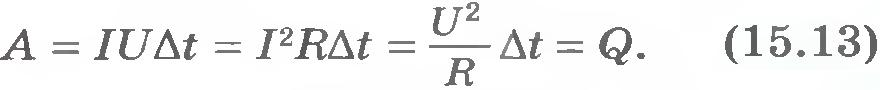 A = IUΔt = I²RΔt = U²/R Δt = Q. (15.13)